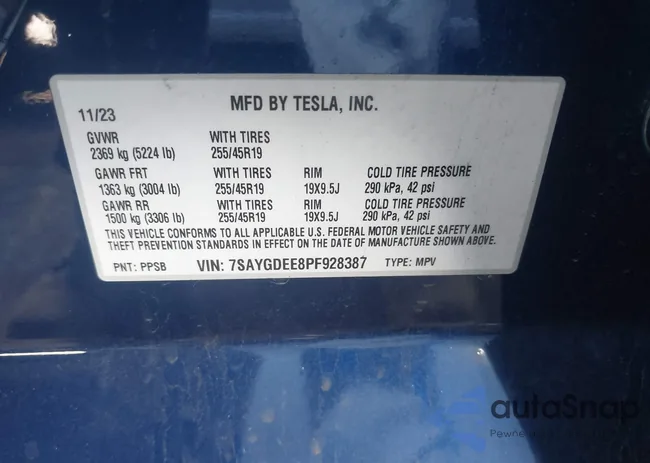 MFD BY TESLA, INC.
11/23
GVWR WITH TIRES
2369 kg (5224 lb) 255/45R19
GAWR FRT WITH TIRES RIM COLD TIRE PRESSURE
1363 kg (3004 lb) 255/45R19 19X9.5J 290 kPa, 42 psi
GAWR RR WITH TIRES RIM COLD TIRE PRESSURE
1500 kg (3306 lb) 255/45R19 19X9.5J 290 kPa, 42 psi
THIS VEHICLE CONFORMS TO ALL APPLICABLE U.S. FEDERAL MOTOR VEHICLE SAFETY AND
THEFT PREVENTION STANDARDS IN EFFECT ON THE DATE OF MANUFACTURE SHOWN ABOVE.
PNT: PPSB VIN: 7SAYGDEE8PF928387 TYPE: MPV
autoSnap